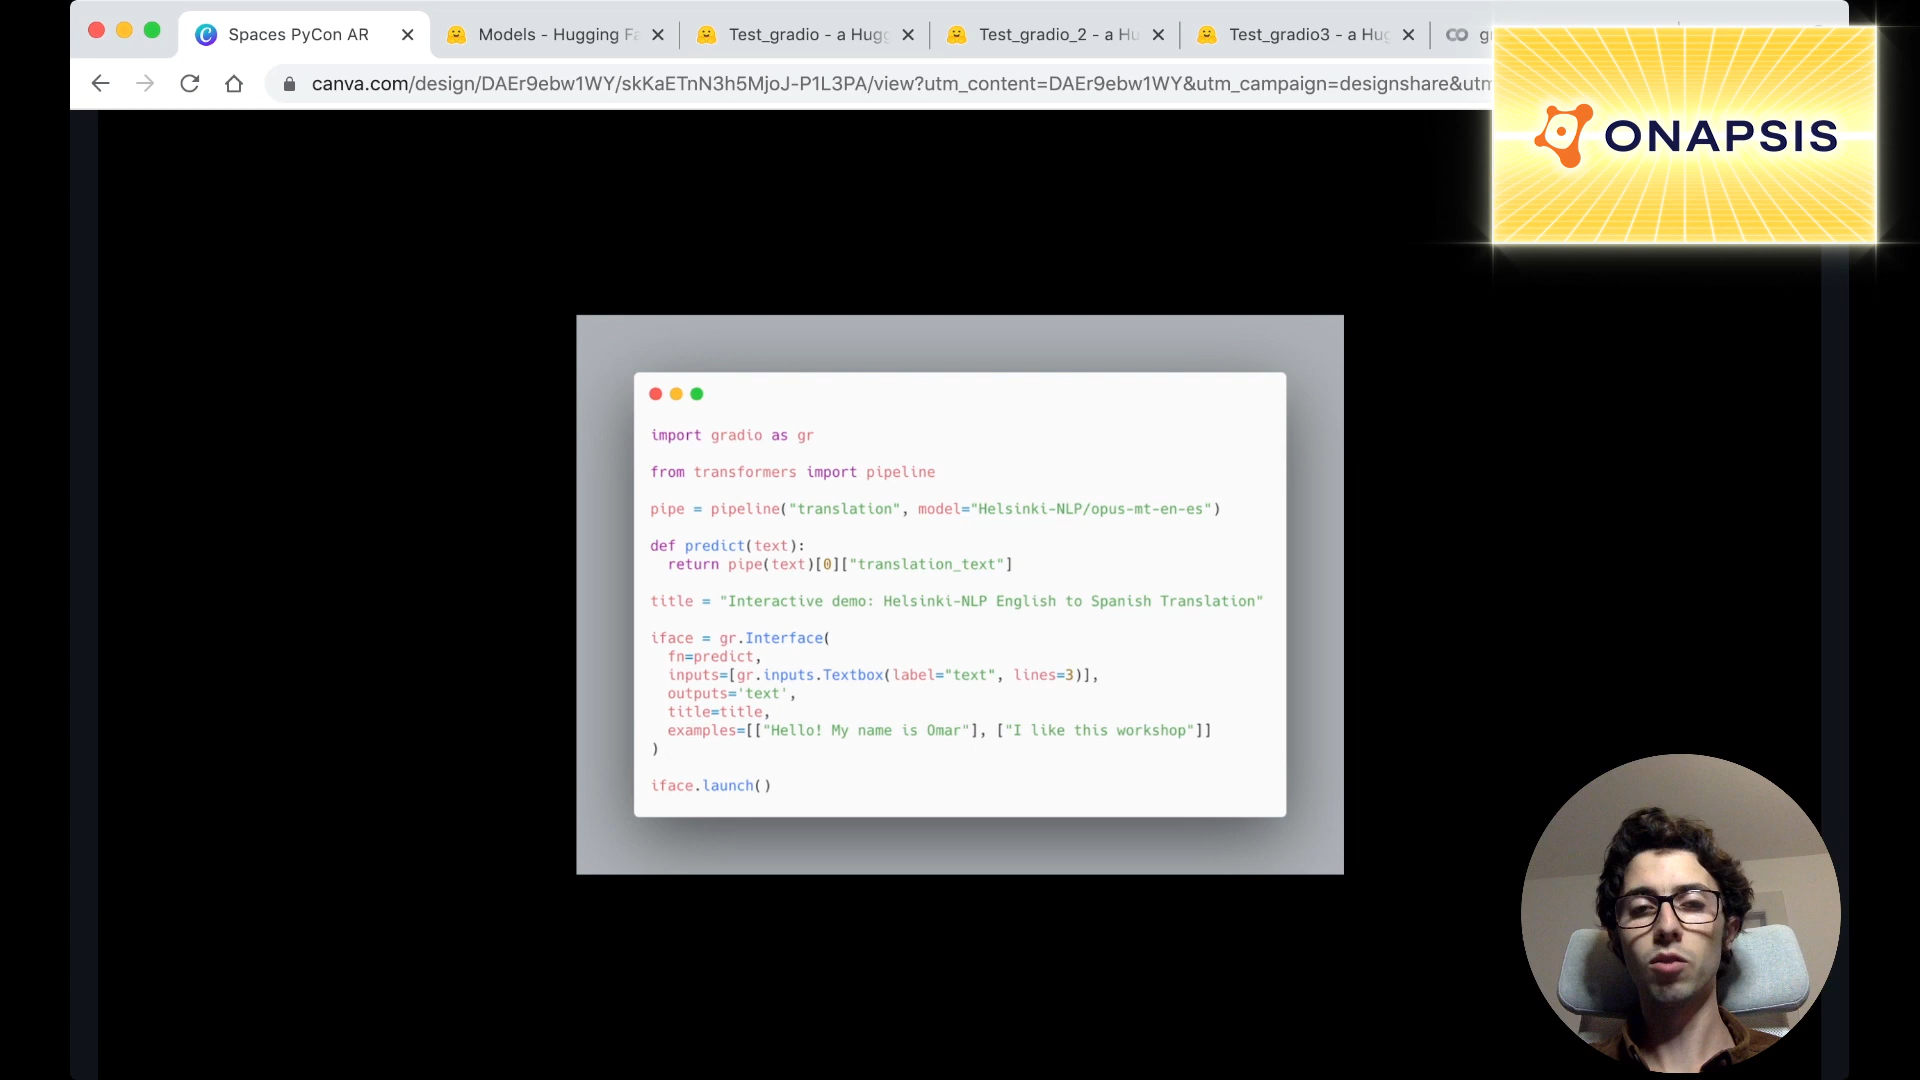 Spaces PyCon AR
Models - Hugging Fa
Test_gradio - a Hugg
Test_gradio_2 - a Hu
Test_gradio3 - a Hug
canva.com/design/DAEr9ebw1WY/skKaETnN3h5MjoJ-P1L3PA/view?utm_content=DAEr9ebw1WY&utm_campaign=designshare&utm
ONAPSIS
import gradio as gr
from transformers import pipeline
pipe = pipeline("translation", model="Helsinki-NLP/opus-mt-en-es")
def predict(text):
  return pipe(text)[0]["translation_text"]
title = "Interactive demo: Helsinki-NLP English to Spanish Translation"
iface = gr.Interface(
  fn=predict,
  inputs=[gr.inputs.Textbox(label="text", lines=3)],
  outputs='text',
  title=title,
  examples=[["Hello! My name is Omar"], ["I like this workshop"]]
)
iface.launch()